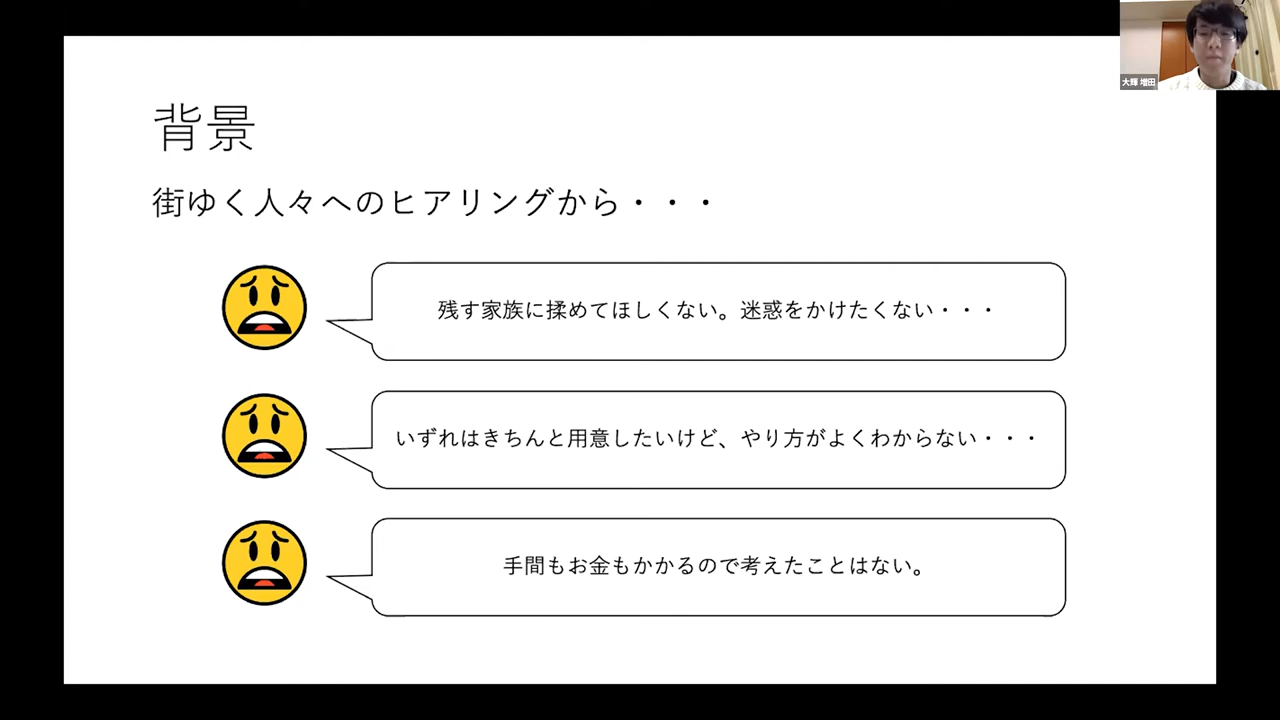 大輝 増田
背景
街ゆく人々へのヒアリングから・・・
残す家族に揉めてほしくない。迷惑をかけたくない・・・
いずれはきちんと用意したいけど、やり方がよくわからない・・・
手間もお金もかかるので考えたことはない。